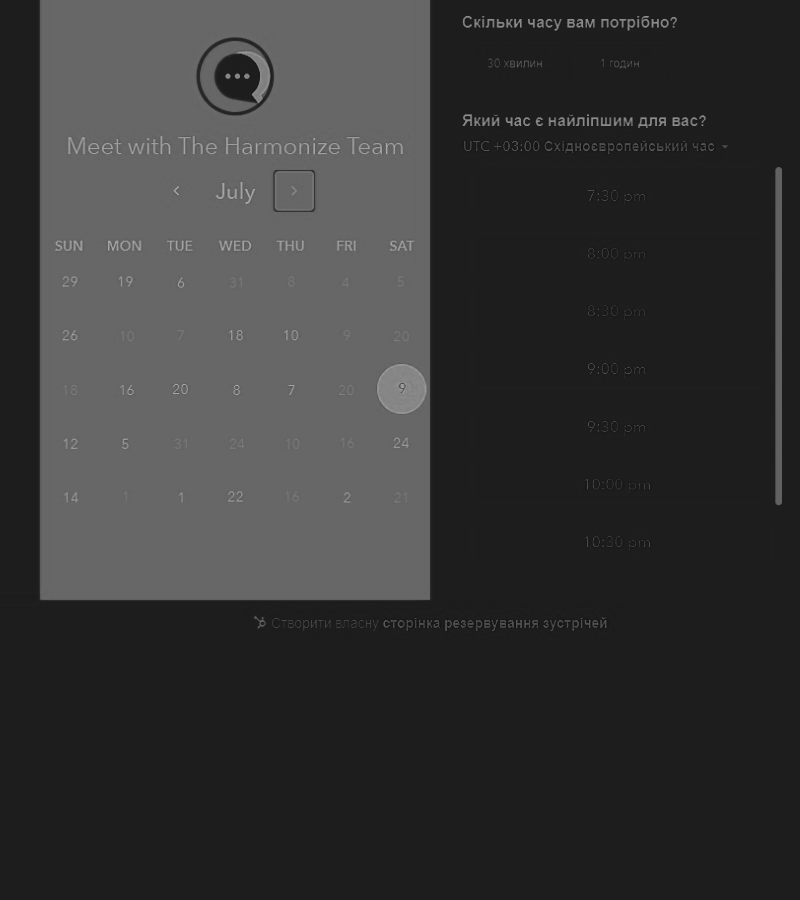 Meet with The Harmonize Team
July
SUN MON TUE WED THU FRI SAT
29 19 6 31 8 4 5
26 10 7 18 10 9 20
18 16 20 8 7 20 9
12 5 31 24 10 16 24
14 1 1 22 16 2 21
Скільки часу вам потрібно?
30 хвилин 1 годин
Який час є найліпшим для вас?
UTC +03:00 Східноєвропейський час
7:30 pm
8:00 pm
8:30 pm
9:00 pm
9:30 pm
10:00 pm
10:30 pm
Створити власну сторінка резервування зустрічей